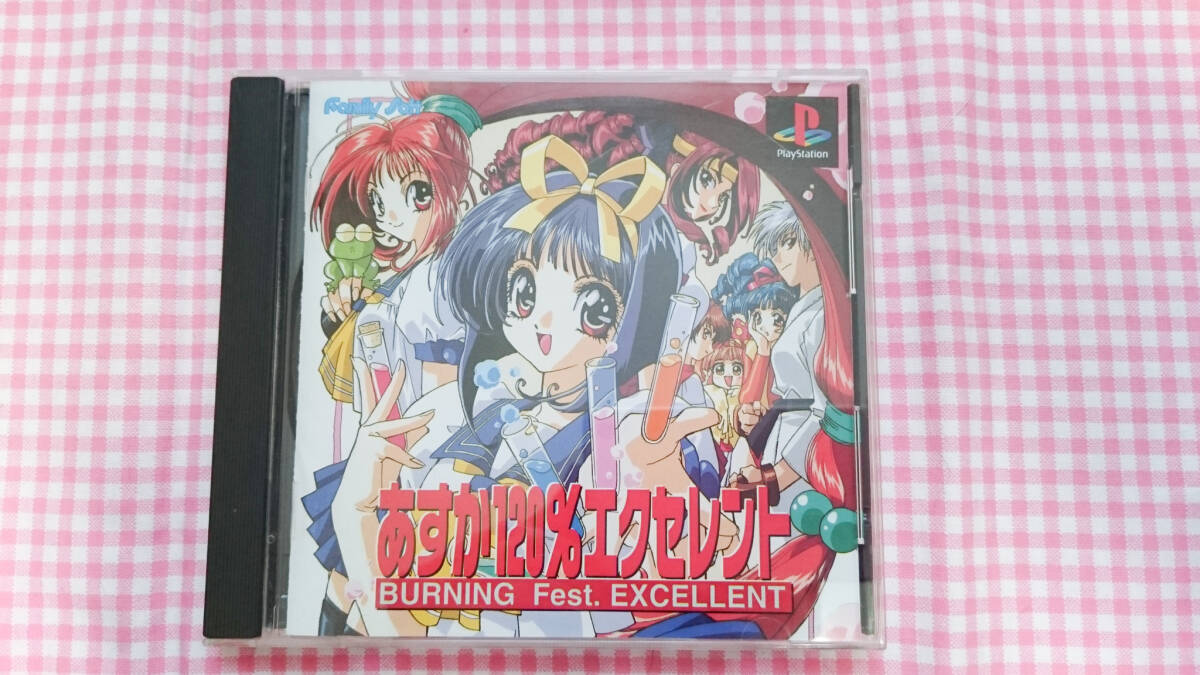 Family Soft
PlayStation
あすか120%エクセレント
BURNING Fest. EXCELLENT